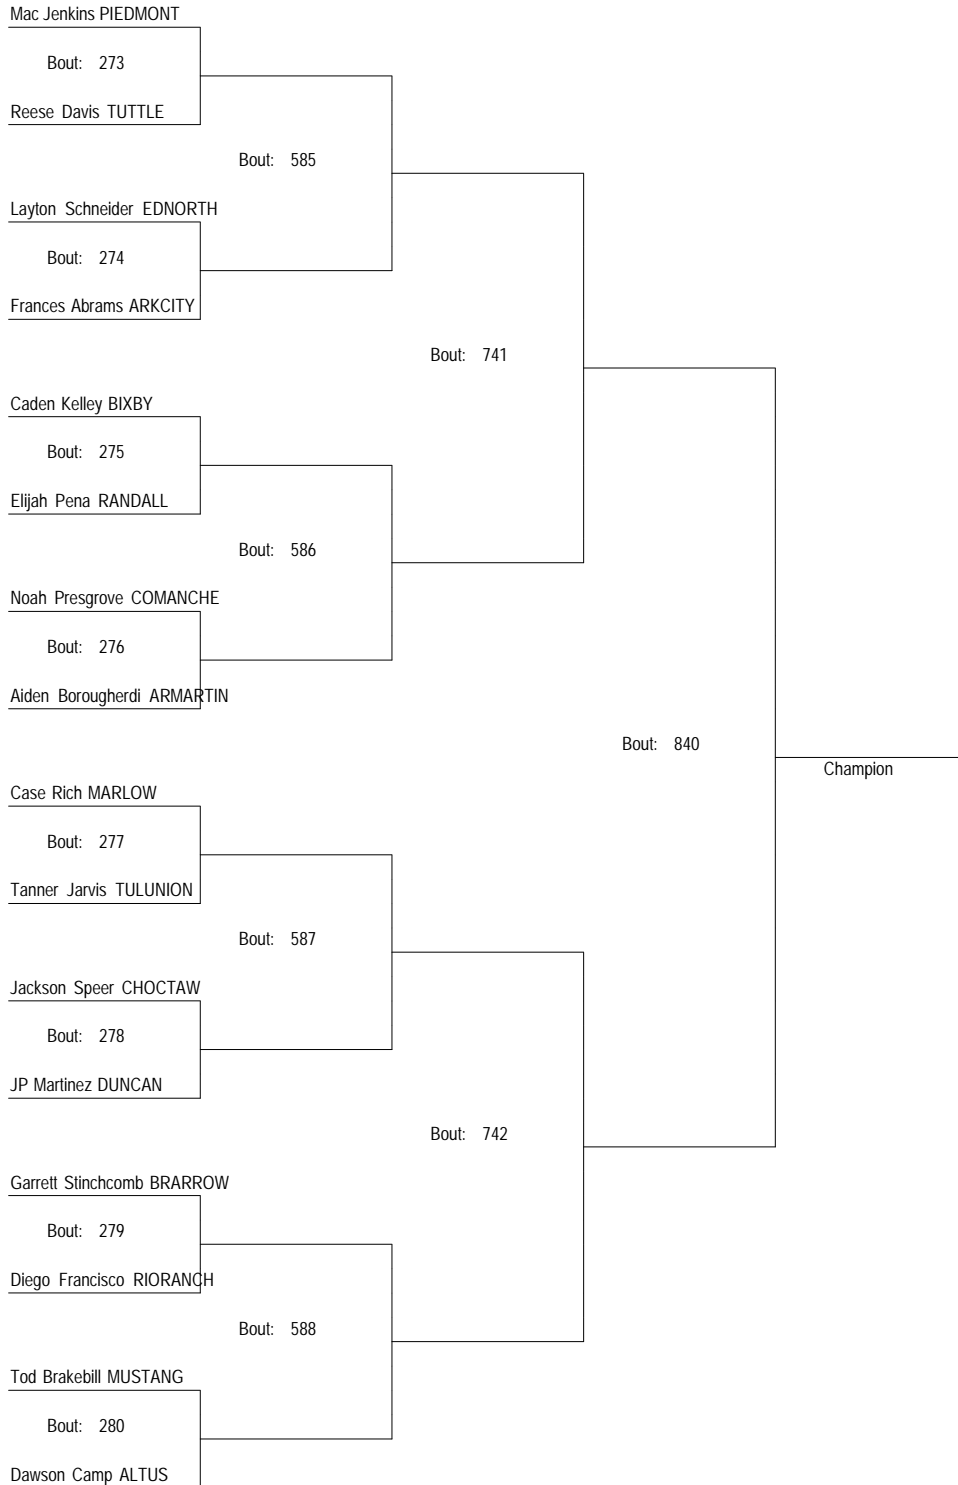 Mac Jenkins PIEDMONT
Bout: 273
Reese Davis TUTTLE
Bout: 585
Layton Schneider EDNORTH
Bout: 274
Frances Abrams ARKCITY
Bout: 741
Caden Kelley BIXBY
Bout: 275
Elijah Pena RANDALL
Bout: 586
Noah Presgrove COMANCHE
Bout: 276
Aiden Borougherdi ARMARTIN
Bout: 840
Champion
Case Rich MARLOW
Bout: 277
Tanner Jarvis TULUNION
Bout: 587
Jackson Speer CHOCTAW
Bout: 278
JP Martinez DUNCAN
Bout: 742
Garrett Stinchcomb BRARROW
Bout: 279
Diego Francisco RIORANCH
Bout: 588
Tod Brakebill MUSTANG
Bout: 280
Dawson Camp ALTUS